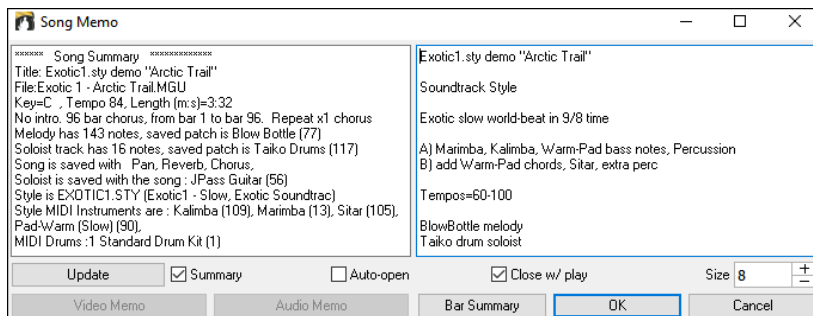 Song Memo
****** Song Summary *************
Title: Exotic1.sty demo "Arctic Trail"
File:Exotic 1 - Arctic Trail.MGU
Key=C , Tempo 84, Length (m:s)=3:32
No intro. 96 bar chorus, from bar 1 to bar 96. Repeat x1 chorus
Melody has 143 notes, saved patch is Blow Bottle (77)
Soloist track has 16 notes, saved patch is Taiko Drums (117)
Song is saved with Pan, Reverb, Chorus,
Soloist is saved with the song : JPass Guitar (56)
Style is EXOTIC1.STY (Exotic1 - Slow, Exotic Soundtrac)
Style MIDI Instruments are : Kalimba (109), Marimba (13), Sitar (105),
Pad-Warm (Slow) (90),
MIDI Drums :1 Standard Drum Kit (1)
Exotic1.sty demo "Arctic Trail"
Soundtrack Style
Exotic slow world-beat in 9/8 time
A) Marimba, Kalimba, Warm-Pad bass notes, Percussion
B) add Warm-Pad chords, Sitar, extra perc
Tempos=60-100
BlowBottle melody
Taiko drum soloist
Update Summary Auto-open Close w/ play Size 8 + −
Video Memo Audio Memo Bar Summary OK Cancel